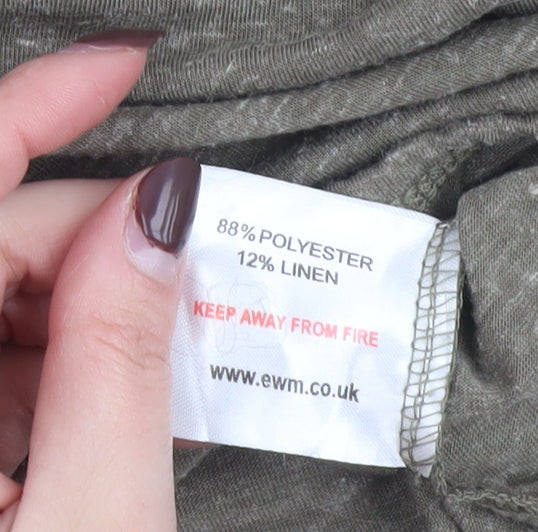 88% POLYESTER
12% LINEN
KEEP AWAY FROM FIRE
www.ewm.co.uk